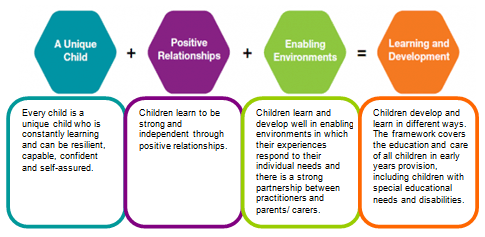 A Unique
Child
+
Positive
Relationships
+
Enabling
Environments
=
Learning and
Development
Every child is a
unique child who is
constantly learning
and can be resilient,
capable, confident
and self-assured.
Children learn to be
strong and
independent through
positive relationships.
Children learn and
develop well in enabling
environments in which
their experiences
respond to their
individual needs and
there is a strong
partnership between
practitioners and
parents/ carers.
Children develop and
learn in different ways.
The framework covers
the education and care
of all children in early
years provision,
including children with
special educational
needs and disabilities.